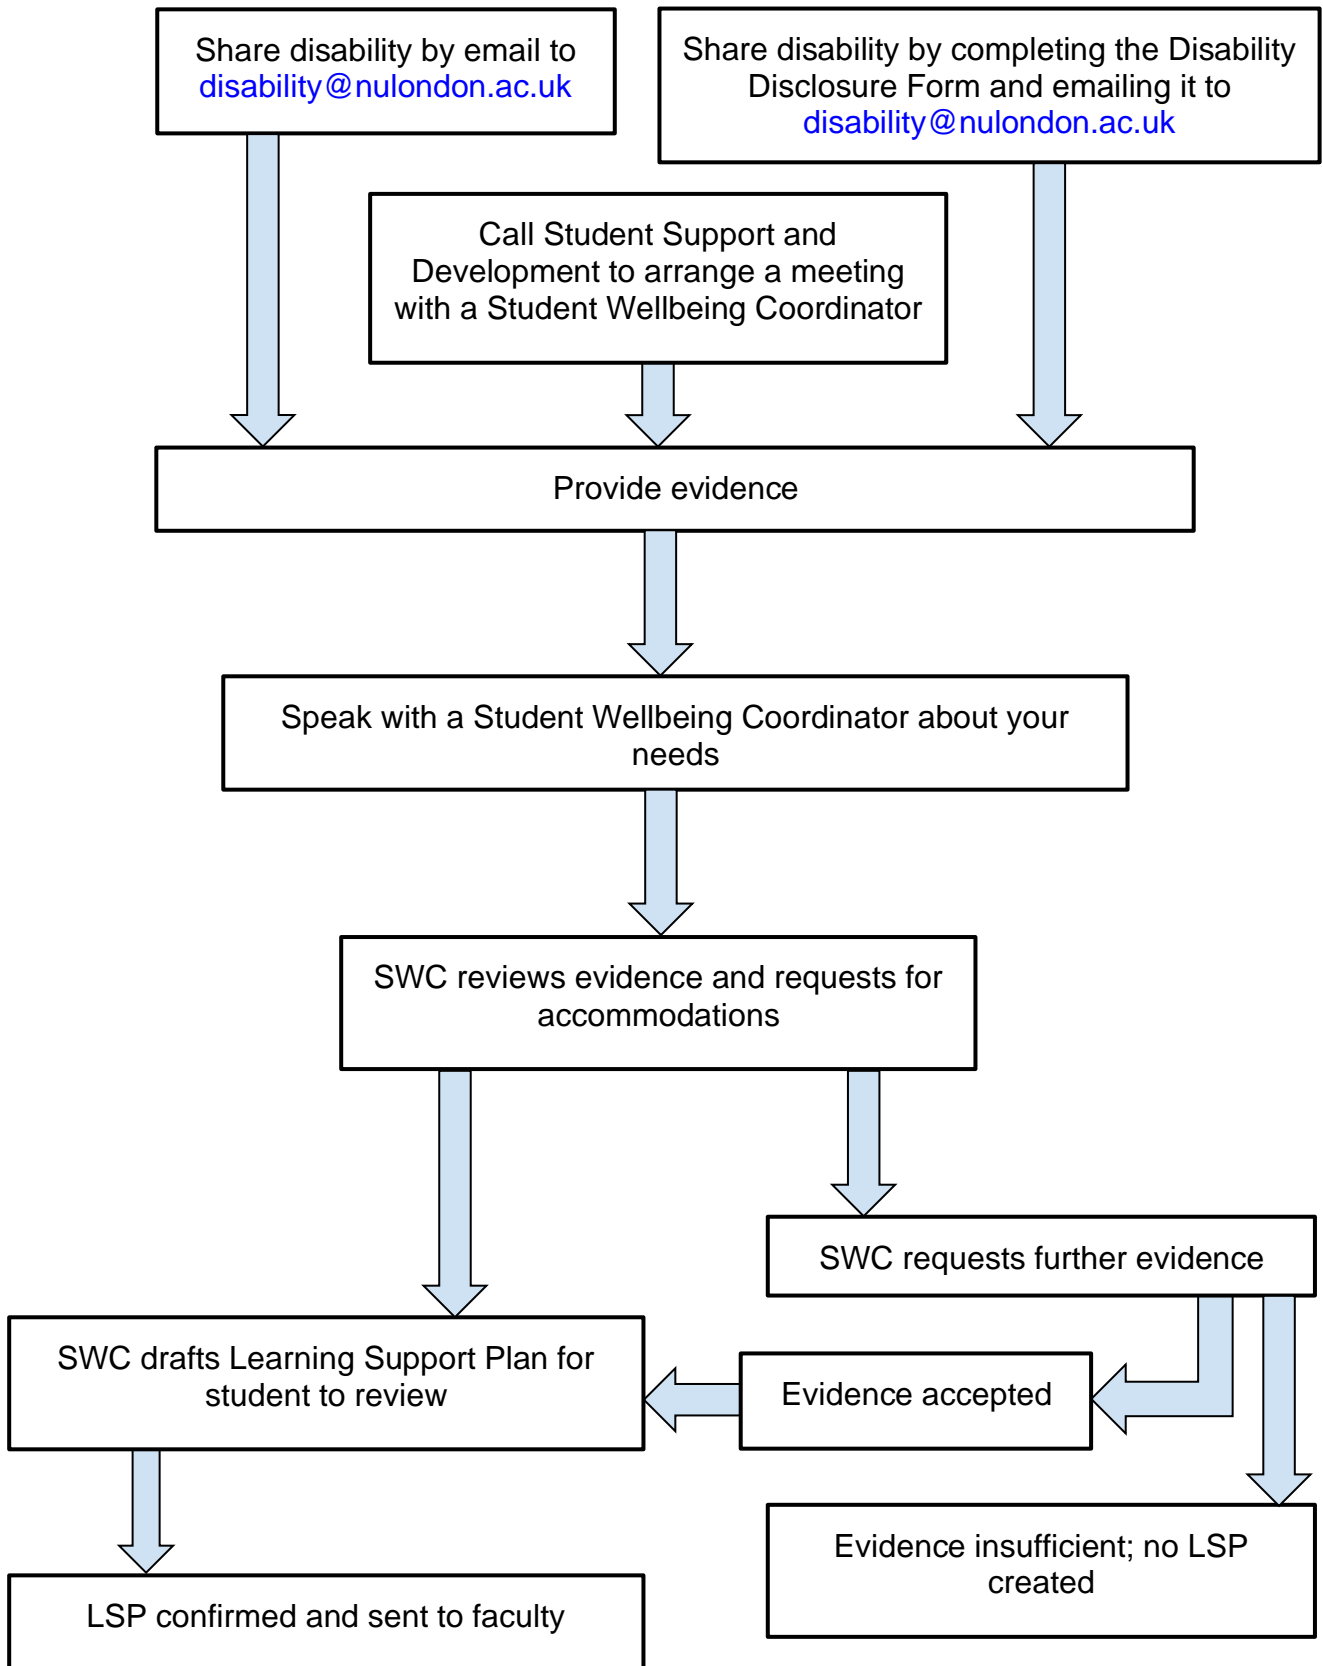 Share disability by email to
disability@nulondon.ac.uk
Share disability by completing the Disability
Disclosure Form and emailing it to
disability@nulondon.ac.uk
Call Student Support and
Development to arrange a meeting
with a Student Wellbeing Coordinator
Provide evidence
Speak with a Student Wellbeing Coordinator about your
needs
SWC reviews evidence and requests for
accommodations
SWC requests further evidence
SWC drafts Learning Support Plan for
student to review
Evidence accepted
Evidence insufficient; no LSP
created
LSP confirmed and sent to faculty